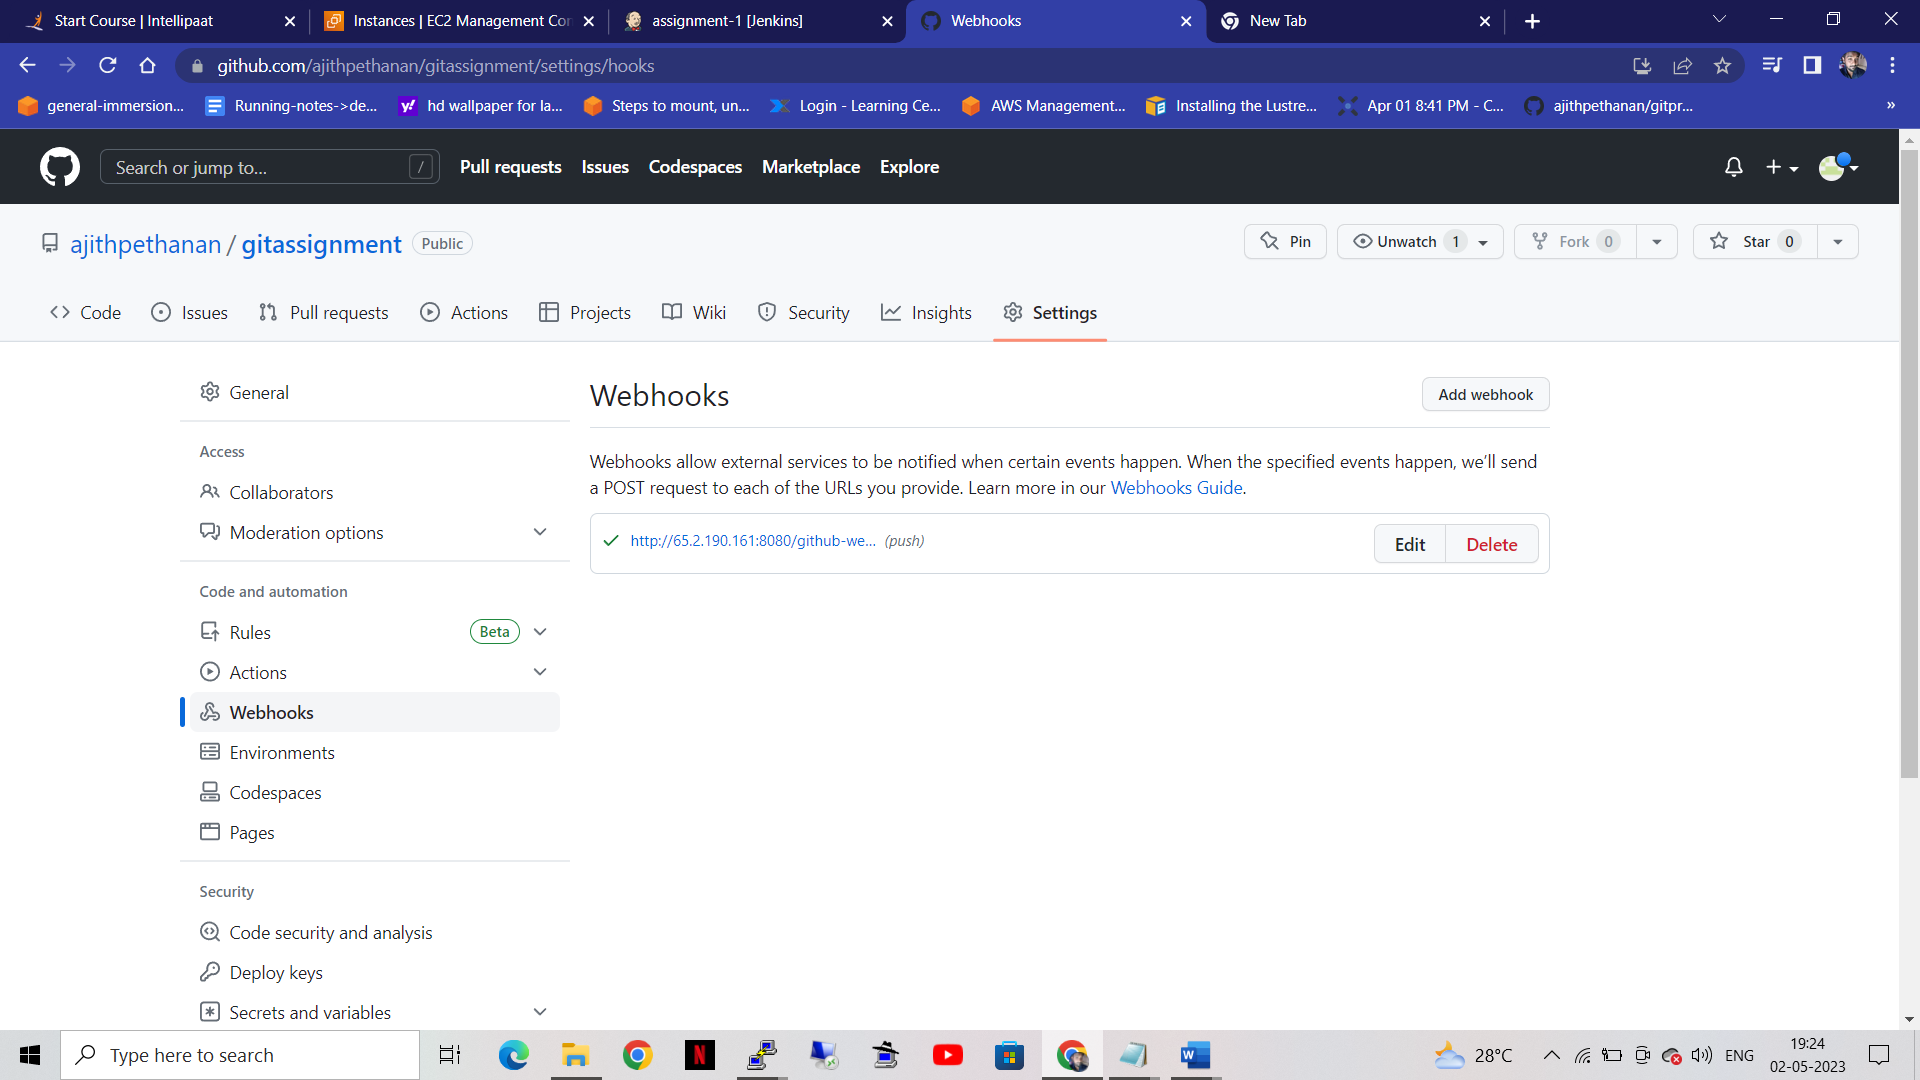 Start Course | Intellipaat
Instances | EC2 Management Con
assignment-1 [Jenkins]
Webhooks
New Tab
github.com/ajithpethanan/gitassignment/settings/hooks
general-immersion...
Running-notes->de...
hd wallpaper for la...
Steps to mount, un...
Login - Learning Ce...
AWS Management...
Installing the Lustre...
Apr 01 8:41 PM - C...
ajithpethanan/gitpr...
»
Search or jump to... /
Pull requests
Issues
Codespaces
Marketplace
Explore
ajithpethanan / gitassignment Public
Pin
Unwatch 1
Fork 0
Star 0
Code
Issues
Pull requests
Actions
Projects
Wiki
Security
Insights
Settings
General
Access
Collaborators
Moderation options
Code and automation
Rules Beta
Actions
Webhooks
Environments
Codespaces
Pages
Security
Code security and analysis
Deploy keys
Secrets and variables
Webhooks
Add webhook
Webhooks allow external services to be notified when certain events happen. When the specified events happen, we'll send
a POST request to each of the URLs you provide. Learn more in our Webhooks Guide.
http://65.2.190.161:8080/github-we... (push)
Edit
Delete
Type here to search
28°C
ENG
19:24
02-05-2023